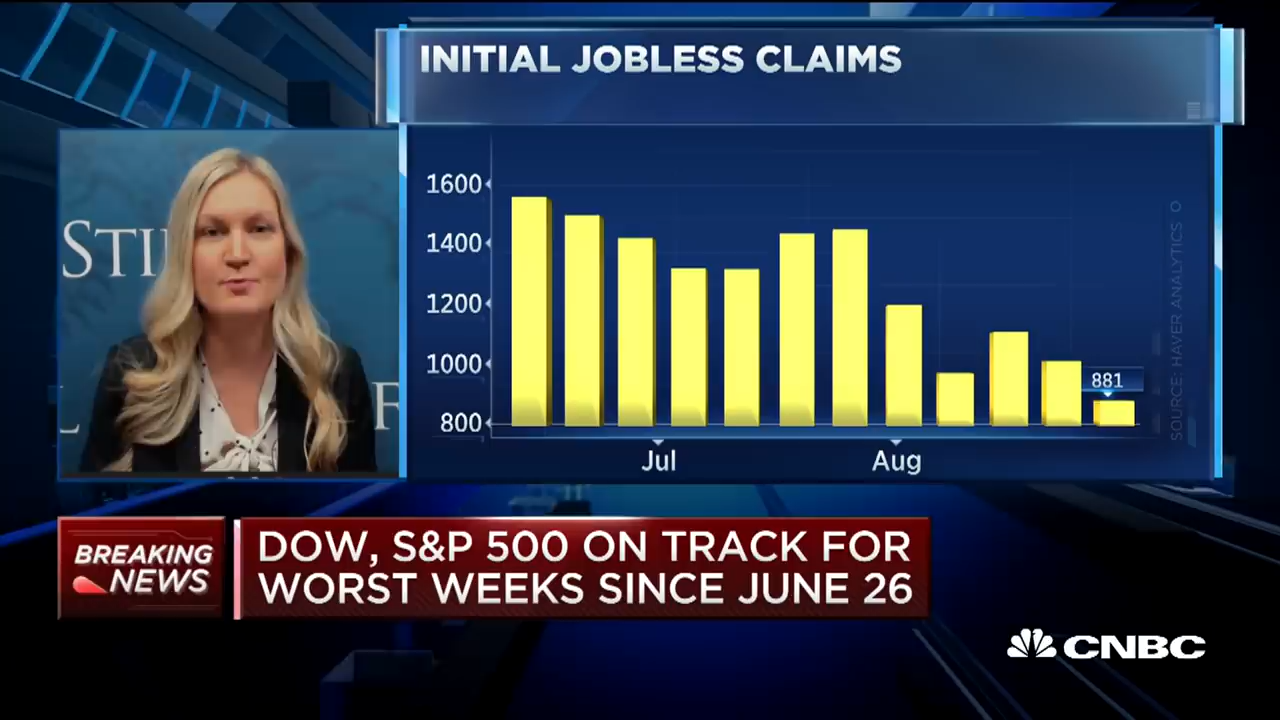 INITIAL JOBLESS CLAIMS
STI
L
F
1600
1400
1200
1000
800
881
Jul
Aug
SOURCE: HAVER ANALYTICS
BREAKING
NEWS
DOW, S&P 500 ON TRACK FOR
WORST WEEKS SINCE JUNE 26
CNBC